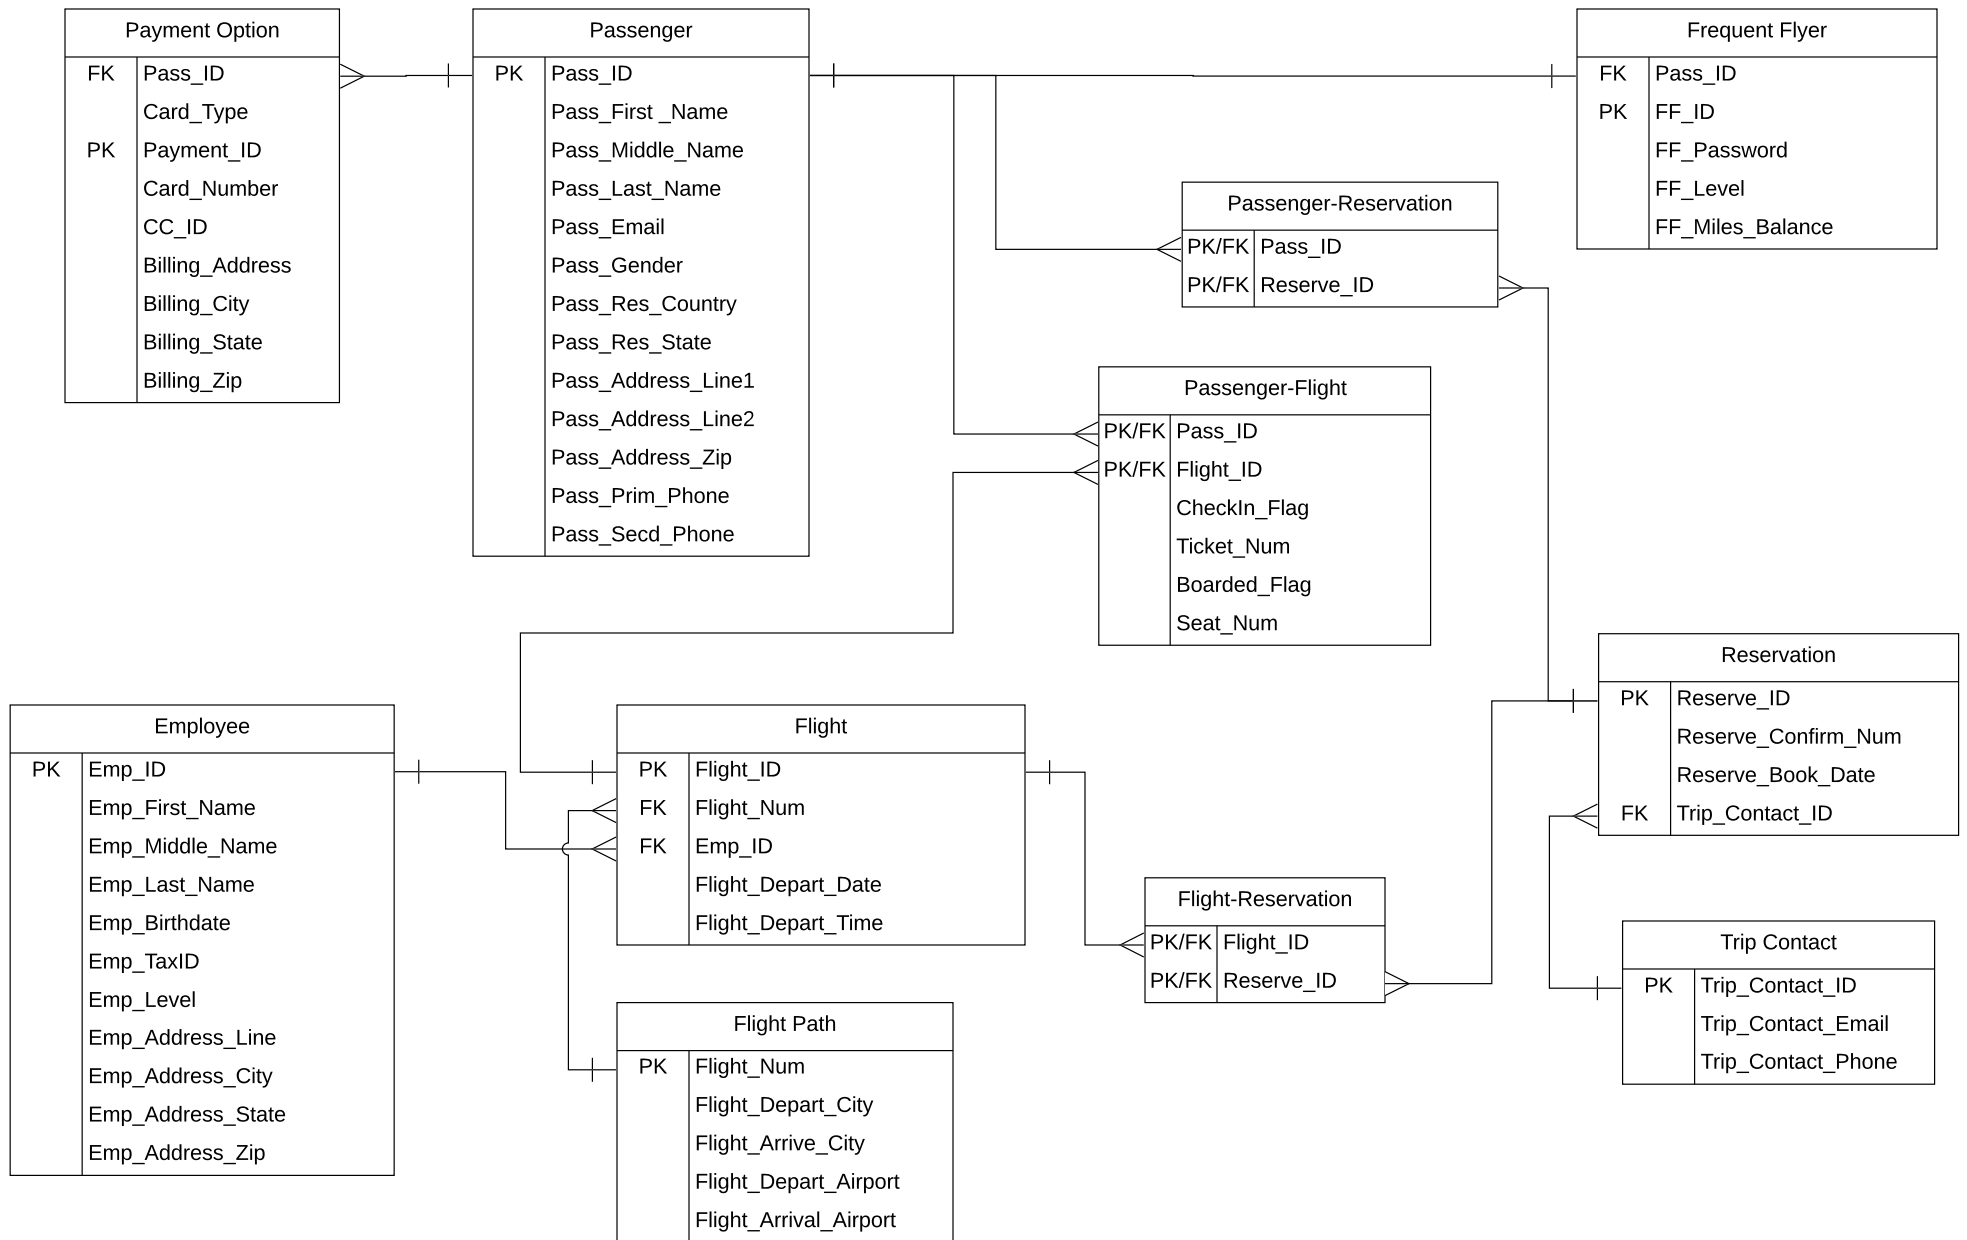 Payment Option
FK Pass_ID
Card_Type
PK Payment_ID
Card_Number
CC_ID
Billing_Address
Billing_City
Billing_State
Billing_Zip
Passenger
PK Pass_ID
Pass_First _Name
Pass_Middle_Name
Pass_Last_Name
Pass_Email
Pass_Gender
Pass_Res_Country
Pass_Res_State
Pass_Address_Line1
Pass_Address_Line2
Pass_Address_Zip
Pass_Prim_Phone
Pass_Secd_Phone
Frequent Flyer
FK Pass_ID
PK FF_ID
FF_Password
FF_Level
FF_Miles_Balance
Passenger-Reservation
PK/FK Pass_ID
PK/FK Reserve_ID
Passenger-Flight
PK/FK Pass_ID
PK/FK Flight_ID
CheckIn_Flag
Ticket_Num
Boarded_Flag
Seat_Num
Reservation
PK Reserve_ID
Reserve_Confirm_Num
Reserve_Book_Date
FK Trip_Contact_ID
Employee
PK Emp_ID
Emp_First_Name
Emp_Middle_Name
Emp_Last_Name
Emp_Birthdate
Emp_TaxID
Emp_Level
Emp_Address_Line
Emp_Address_City
Emp_Address_State
Emp_Address_Zip
Flight
PK Flight_ID
FK Flight_Num
FK Emp_ID
Flight_Depart_Date
Flight_Depart_Time
Flight-Reservation
PK/FK Flight_ID
PK/FK Reserve_ID
Trip Contact
PK Trip_Contact_ID
Trip_Contact_Email
Trip_Contact_Phone
Flight Path
PK Flight_Num
Flight_Depart_City
Flight_Arrive_City
Flight_Depart_Airport
Flight_Arrival_Airport